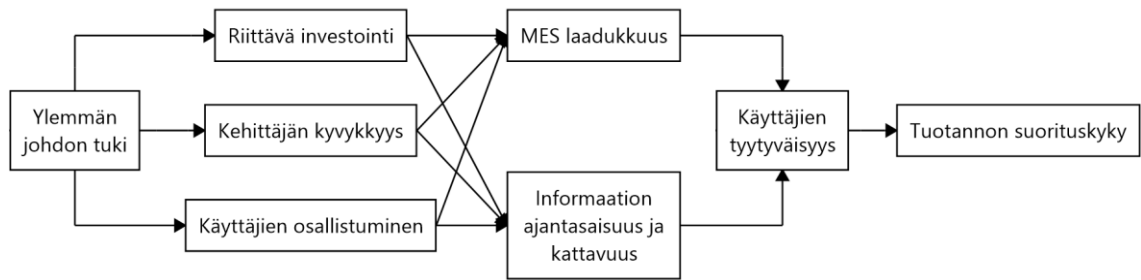 Riittävä investointi
MES laadukkuus
Ylemmän
johdon tuki
Kehittäjän kyvykkyys
Käyttäjien
tyytyväisyys
Tuotannon suorituskyky
Käyttäjien osallistuminen
Informaation
ajantasaisuus ja
kattavuus